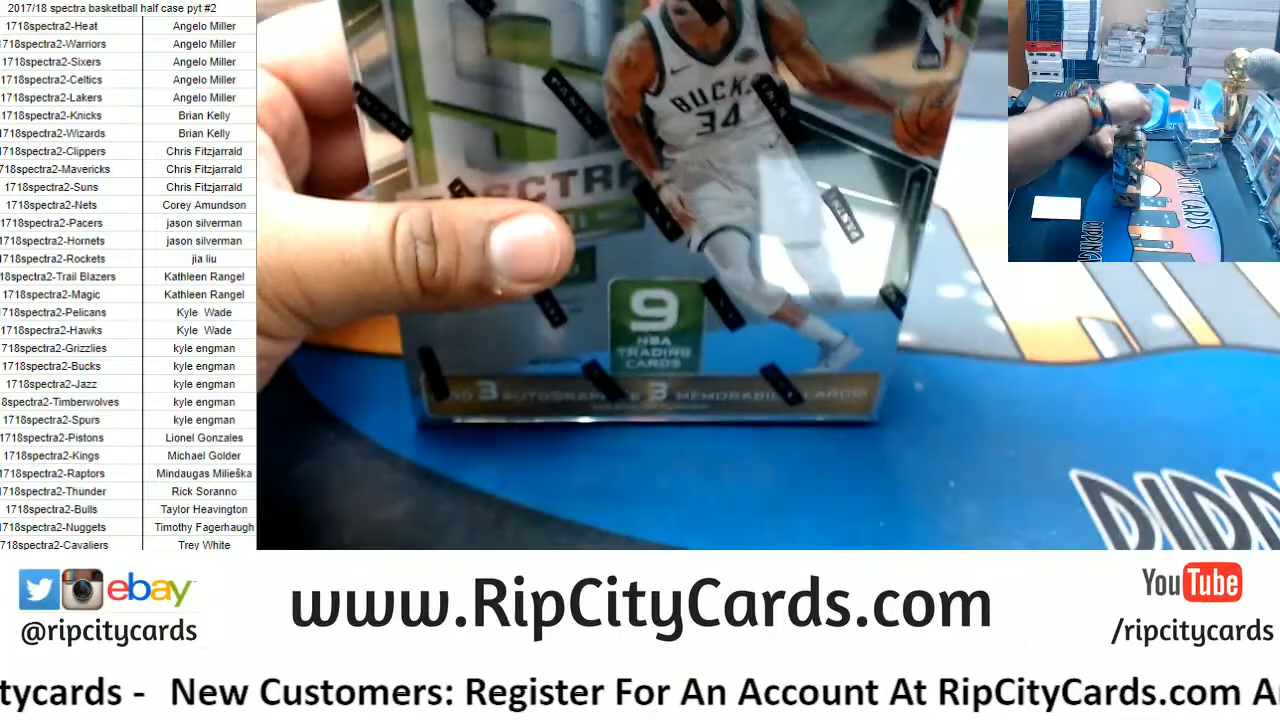 2017/18 spectra basketball half case pyt #2
1718spectra2-Heat Angelo Miller
1718spectra2-Warriors Angelo Miller
1718spectra2-Sixers Angelo Miller
1718spectra2-Celtics Angelo Miller
1718spectra2-Lakers Angelo Miller
1718spectra2-Knicks Brian Kelly
1718spectra2-Wizards Brian Kelly
1718spectra2-Clippers Chris Fitzjarrald
1718spectra2-Mavericks Chris Fitzjarrald
1718spectra2-Suns Chris Fitzjarrald
1718spectra2-Nets Corey Amundson
1718spectra2-Pacers jason silverman
1718spectra2-Hornets jason silverman
1718spectra2-Rockets jia liu
18spectra2-Trail Blazers Kathleen Rangel
1718spectra2-Magic Kathleen Rangel
1718spectra2-Pelicans Kyle Wade
1718spectra2-Hawks Kyle Wade
1718spectra2-Grizzlies kyle engman
1718spectra2-Bucks kyle engman
1718spectra2-Jazz kyle engman
8spectra2-Timberwolves kyle engman
1718spectra2-Spurs kyle engman
1718spectra2-Pistons Lionel Gonzales
1718spectra2-Kings Michael Golder
1718spectra2-Raptors Mindaugas Milieška
1718spectra2-Thunder Rick Soranno
1718spectra2-Bulls Taylor Heavington
1718spectra2-Nuggets Timothy Fagerhaugh
718spectra2-Cavaliers Trey White
BUCKS
34
PANINI
9
NBA
TRADING
CARDS
3 AUTOGRAPHS 3 MEMORABILIA CARDS!
RIPPING
CARDS
RIPP
ebay
@ripcitycards
www.RipCityCards.com
YouTube
/ripcitycards
tycards - New Customers: Register For An Account At RipCityCards.com A